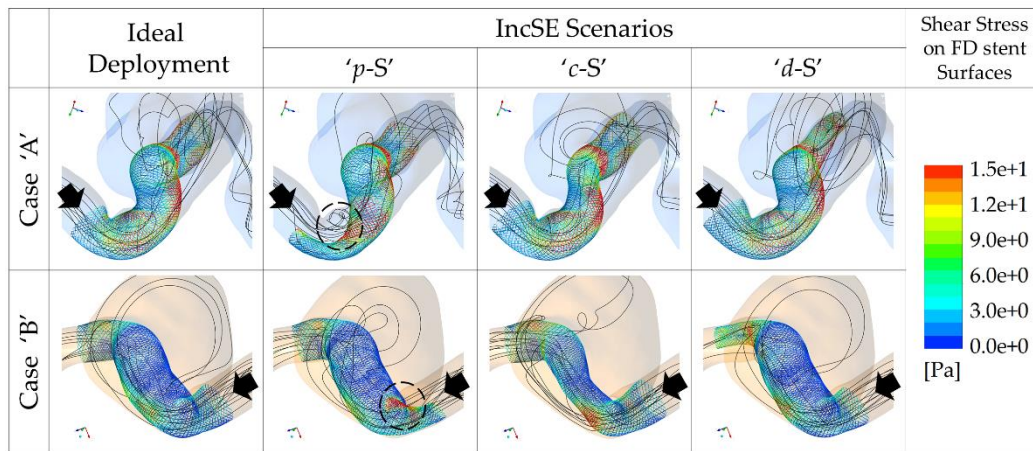 Ideal
Deployment
IncSE Scenarios
Shear Stress
on FD stent
Surfaces
‘p-S’
‘c-S’
‘d-S’
Case ‘A’
Case ‘B’
1.5e+1
1.2e+1
9.0e+0
6.0e+0
3.0e+0
0.0e+0
[Pa]